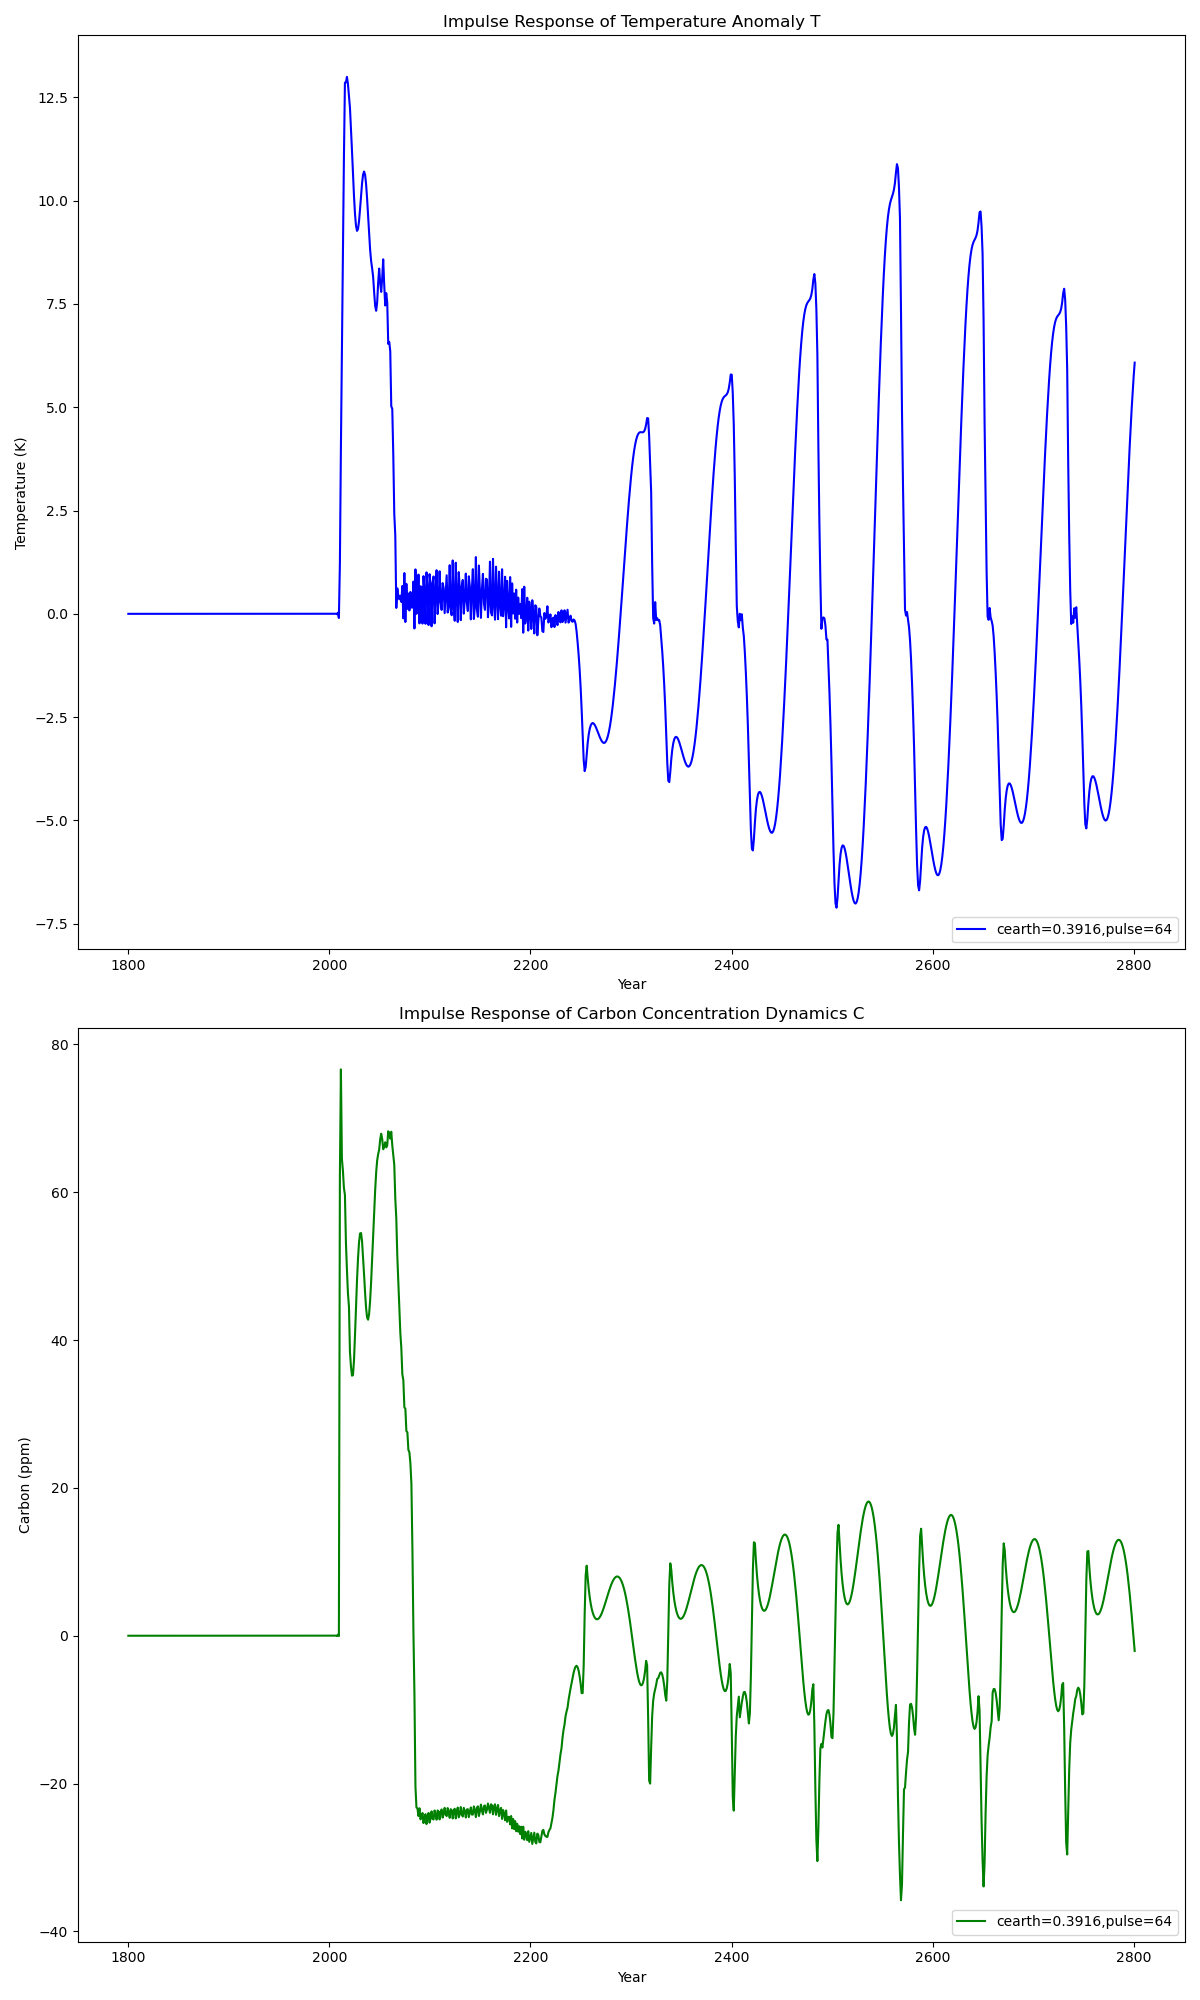 Impulse Response of Temperature Anomaly T
12.5
10.0
7.5
5.0
2.5
0.0
−2.5
−5.0
−7.5
Temperature (K)
cearth=0.3916,pulse=64
1800 2000 2200 2400 2600 2800
Year
Impulse Response of Carbon Concentration Dynamics C
80
60
40
20
0
−20
−40
Carbon (ppm)
cearth=0.3916,pulse=64
1800 2000 2200 2400 2600 2800
Year